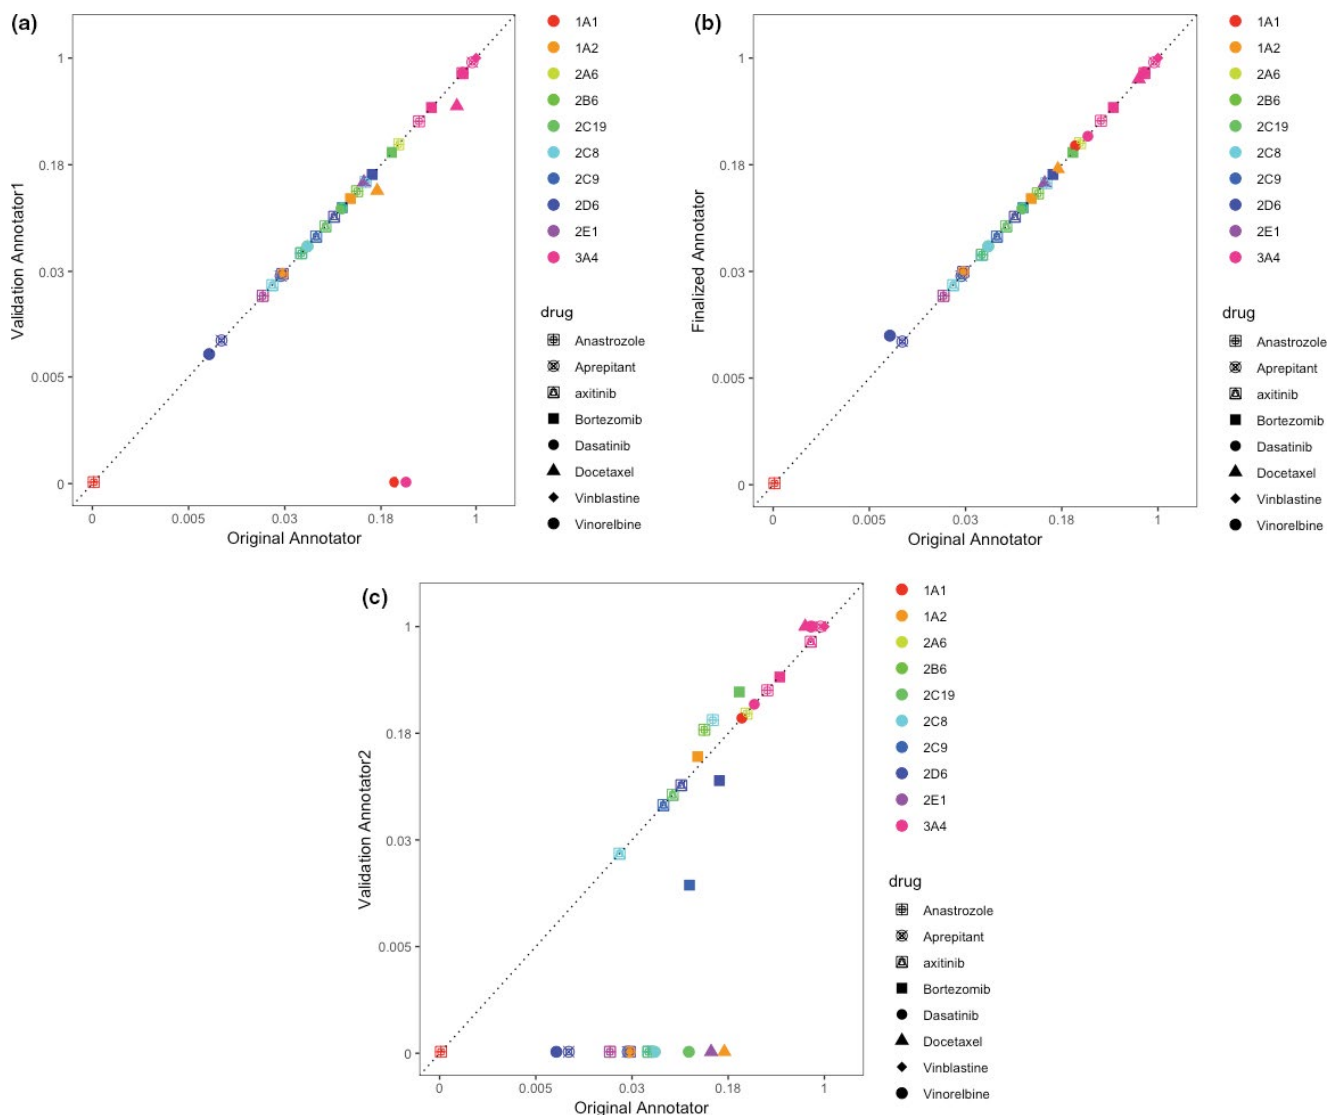 (a)
Validation Annotator1
1
0.18
0.03
0.005
0
0 0.005 0.03 0.18 1
Original Annotator
1A1
1A2
2A6
2B6
2C19
2C8
2C9
2D6
2E1
3A4
drug
Anastrozole
Aprepitant
axitinib
Bortezomib
Dasatinib
Docetaxel
Vinblastine
Vinorelbine
(b)
Finalized Annotator
1
0.18
0.03
0.005
0
0 0.005 0.03 0.18 1
Original Annotator
1A1
1A2
2A6
2B6
2C19
2C8
2C9
2D6
2E1
3A4
drug
Anastrozole
Aprepitant
axitinib
Bortezomib
Dasatinib
Docetaxel
Vinblastine
Vinorelbine
(c)
Validation Annotator2
1
0.18
0.03
0.005
0
0 0.005 0.03 0.18 1
Original Annotator
1A1
1A2
2A6
2B6
2C19
2C8
2C9
2D6
2E1
3A4
drug
Anastrozole
Aprepitant
axitinib
Bortezomib
Dasatinib
Docetaxel
Vinblastine
Vinorelbine